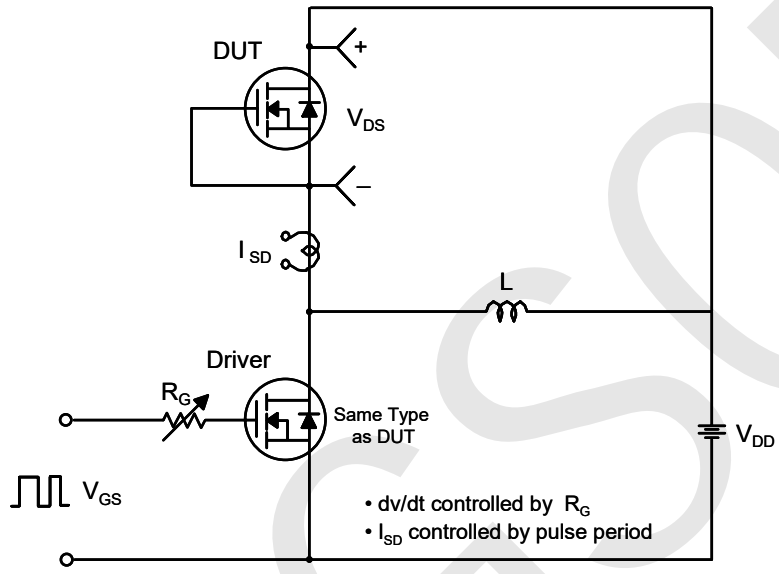 DUT
+
V_DS
–
I_SD
L
Driver
R_G
Same Type
as DUT
V_DD
V_GS
• dv/dt controlled by R_G
• I_SD controlled by pulse period